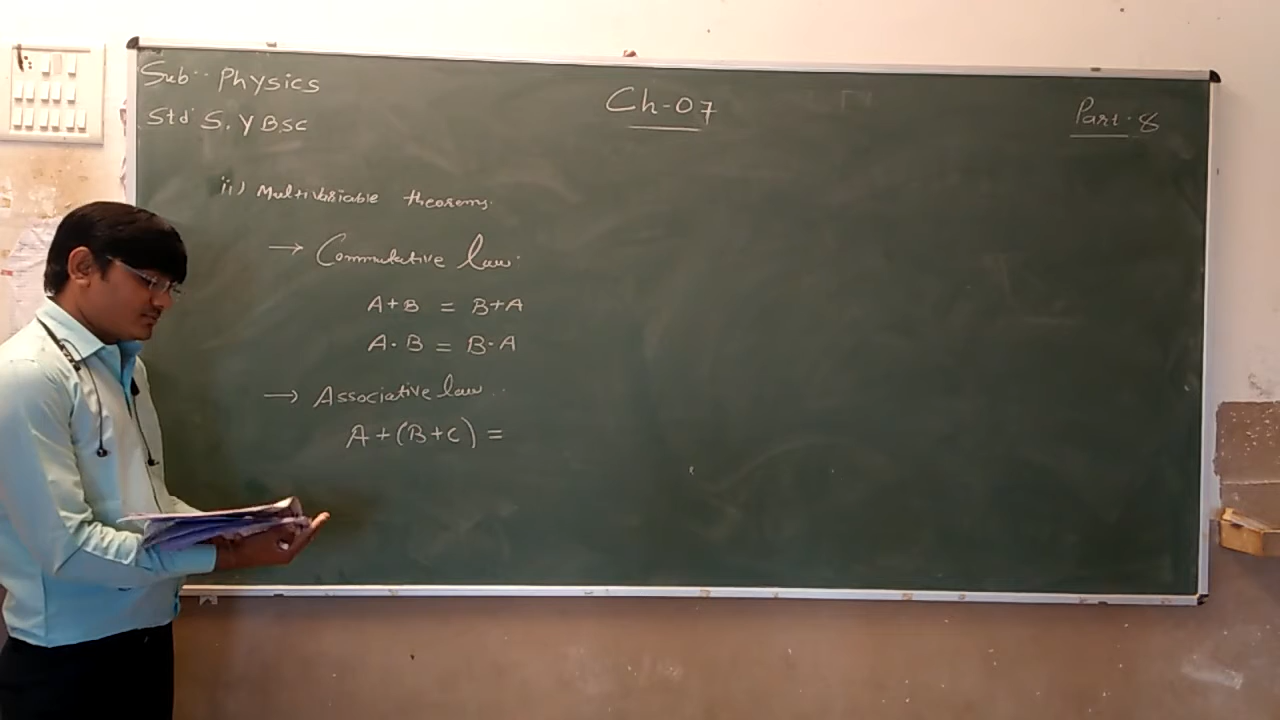 Sub:- Physics
Std S.Y BSC
Ch-07
Part-8
ii) Multivariable theorems.
→ Commutative law.
A+B = B+A
A·B = B·A
→ Associative law.
A+(B+C) =